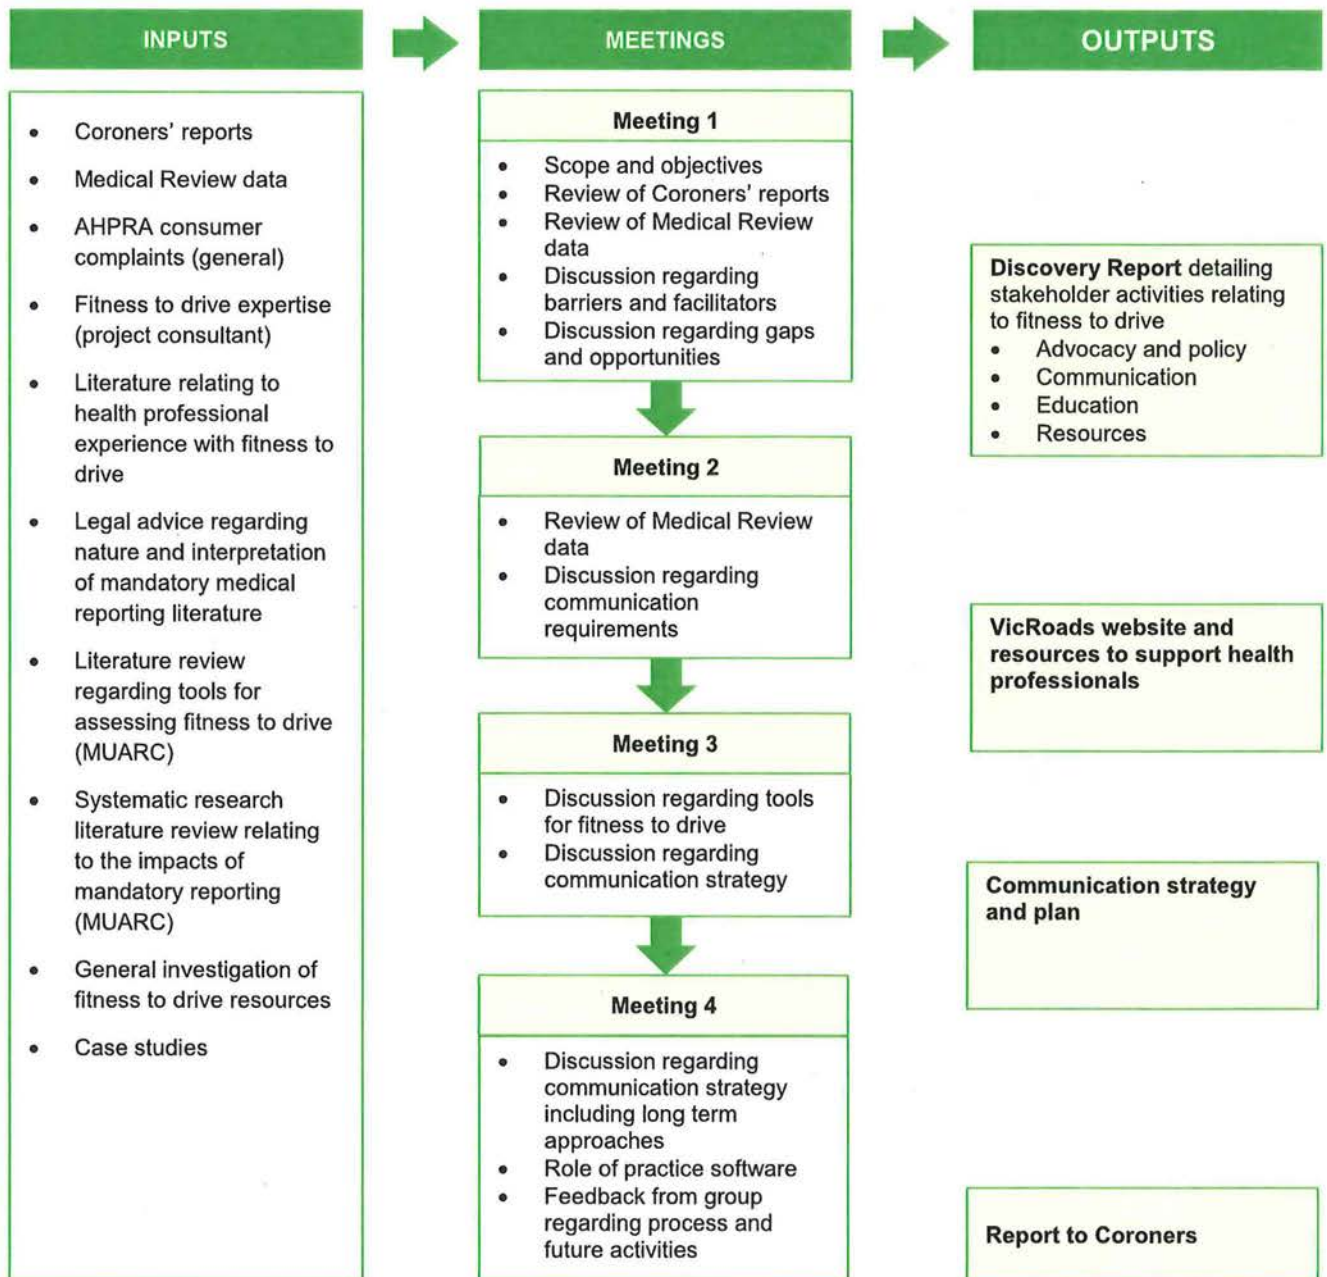 INPUTS
MEETINGS
OUTPUTS
• Coroners' reports
• Medical Review data
• AHPRA consumer
complaints (general)
• Fitness to drive expertise
(project consultant)
• Literature relating to
health professional
experience with fitness to
drive
• Legal advice regarding
nature and interpretation
of mandatory medical
reporting literature
• Literature review
regarding tools for
assessing fitness to drive
(MUARC)
• Systematic research
literature review relating
to the impacts of
mandatory reporting
(MUARC)
• General investigation of
fitness to drive resources
• Case studies
Meeting 1
• Scope and objectives
• Review of Coroners' reports
• Review of Medical Review
data
• Discussion regarding
barriers and facilitators
• Discussion regarding gaps
and opportunities
Meeting 2
• Review of Medical Review
data
• Discussion regarding
communication
requirements
Meeting 3
• Discussion regarding tools
for fitness to drive
• Discussion regarding
communication strategy
Meeting 4
• Discussion regarding
communication strategy
including long term
approaches
• Role of practice software
• Feedback from group
regarding process and
future activities
Discovery Report detailing
stakeholder activities relating
to fitness to drive
• Advocacy and policy
• Communication
• Education
• Resources
VicRoads website and
resources to support health
professionals
Communication strategy
and plan
Report to Coroners